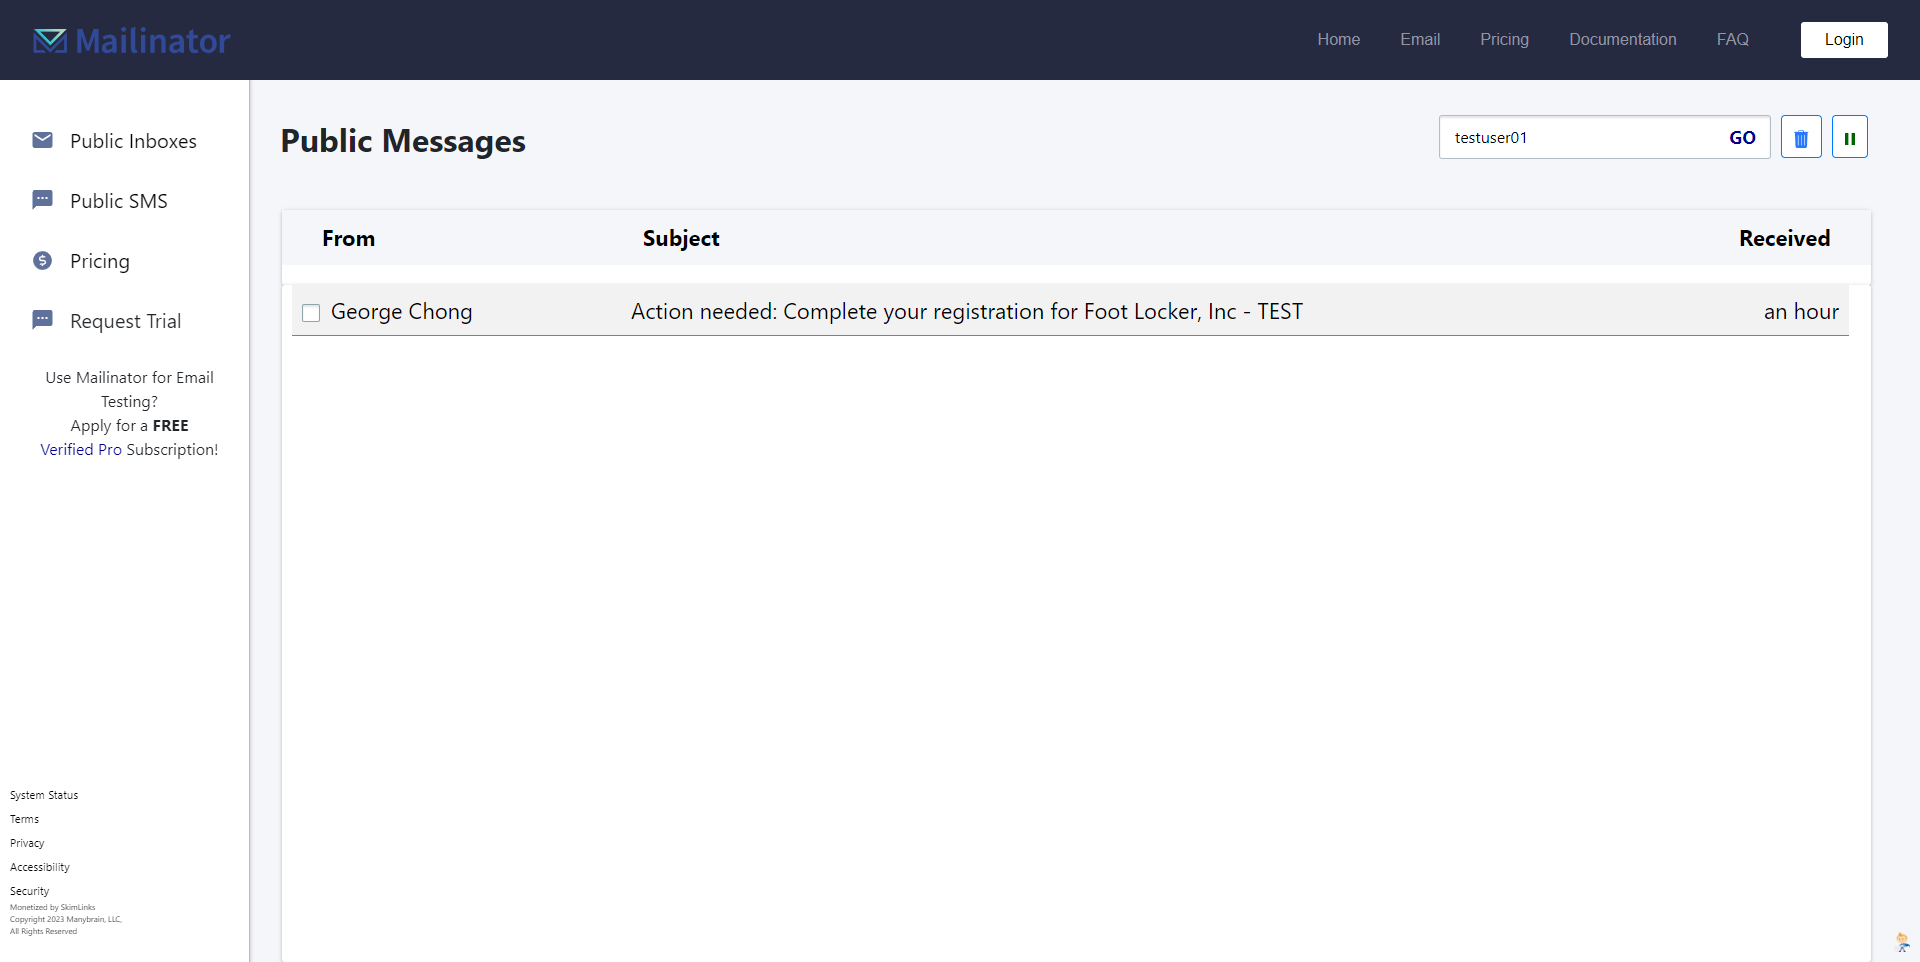 Mailinator
Home Email Pricing Documentation FAQ Login
Public Inboxes
Public SMS
Pricing
Request Trial
Use Mailinator for Email
Testing?
Apply for a FREE
Verified Pro Subscription!
System Status
Terms
Privacy
Accessibility
Security
Monetized by SkimLinks
Copyright 2023 Manybrain, LLC,
All Rights Reserved
Public Messages
testuser01 GO
From Subject Received
George Chong Action needed: Complete your registration for Foot Locker, Inc - TEST an hour